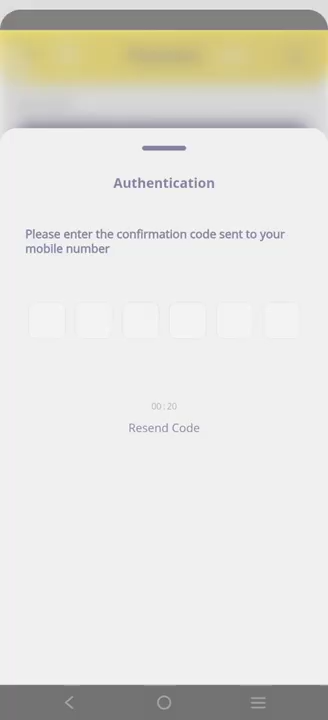 Authentication
Please enter the confirmation code sent to your
mobile number
00 : 20
Resend Code